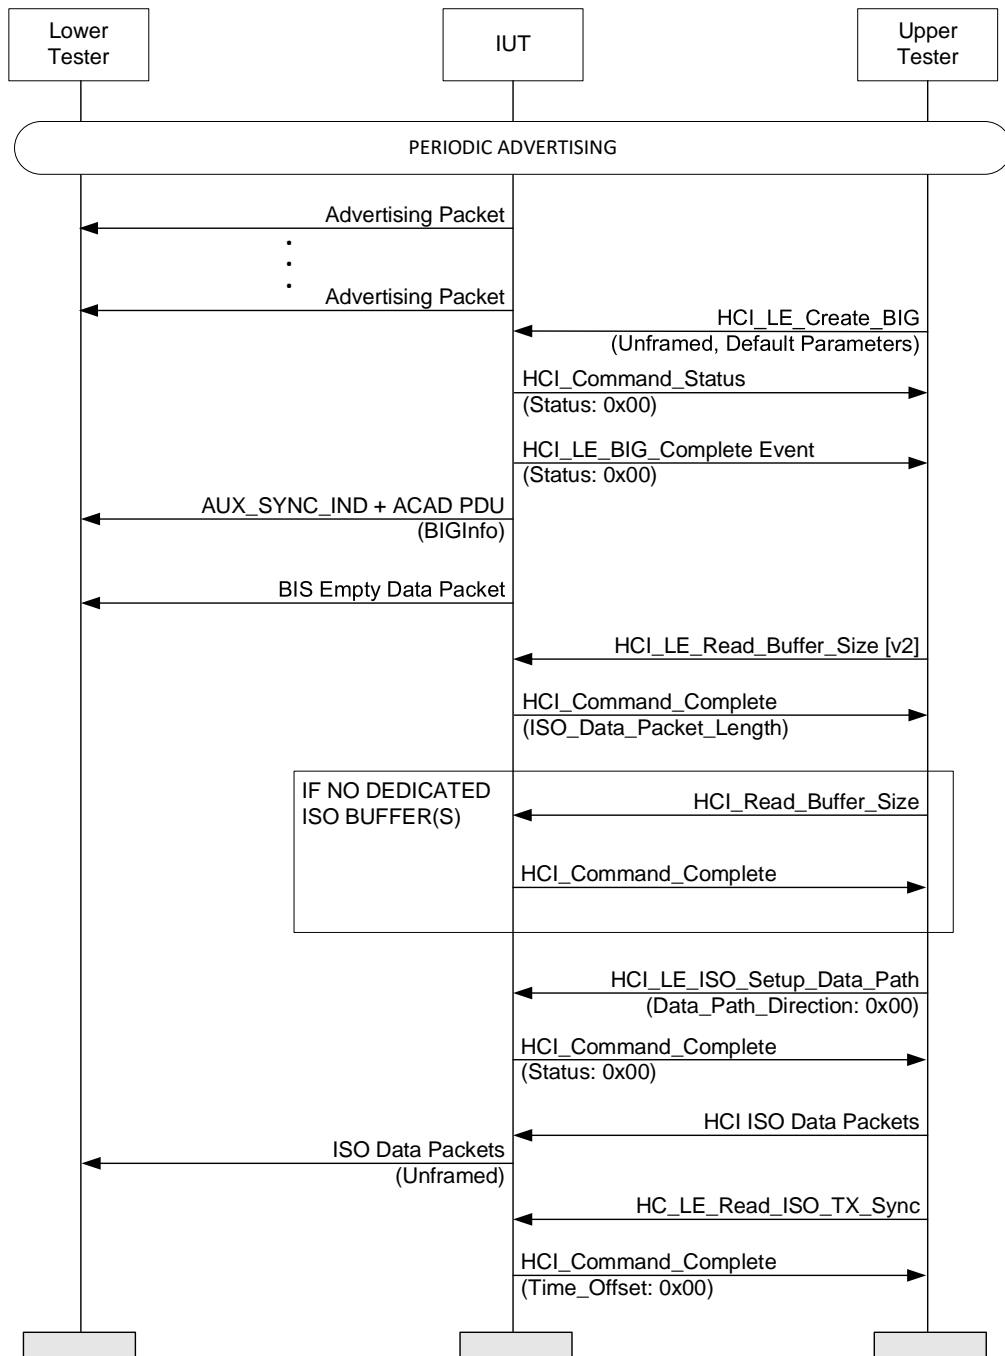 Lower
Tester
IUT
Upper
Tester
PERIODIC ADVERTISING
Advertising Packet
Advertising Packet
HCI_LE_Create_BIG
(Unframed, Default Parameters)
HCI_Command_Status
(Status: 0x00)
HCI_LE_BIG_Complete Event
(Status: 0x00)
AUX_SYNC_IND + ACAD PDU
(BIGInfo)
BIS Empty Data Packet
HCI_LE_Read_Buffer_Size [v2]
HCI_Command_Complete
(ISO_Data_Packet_Length)
IF NO DEDICATED
ISO BUFFER(S)
HCI_Read_Buffer_Size
HCI_Command_Complete
HCI_LE_ISO_Setup_Data_Path
(Data_Path_Direction: 0x00)
HCI_Command_Complete
(Status: 0x00)
HCI ISO Data Packets
ISO Data Packets
(Unframed)
HC_LE_Read_ISO_TX_Sync
HCI_Command_Complete
(Time_Offset: 0x00)